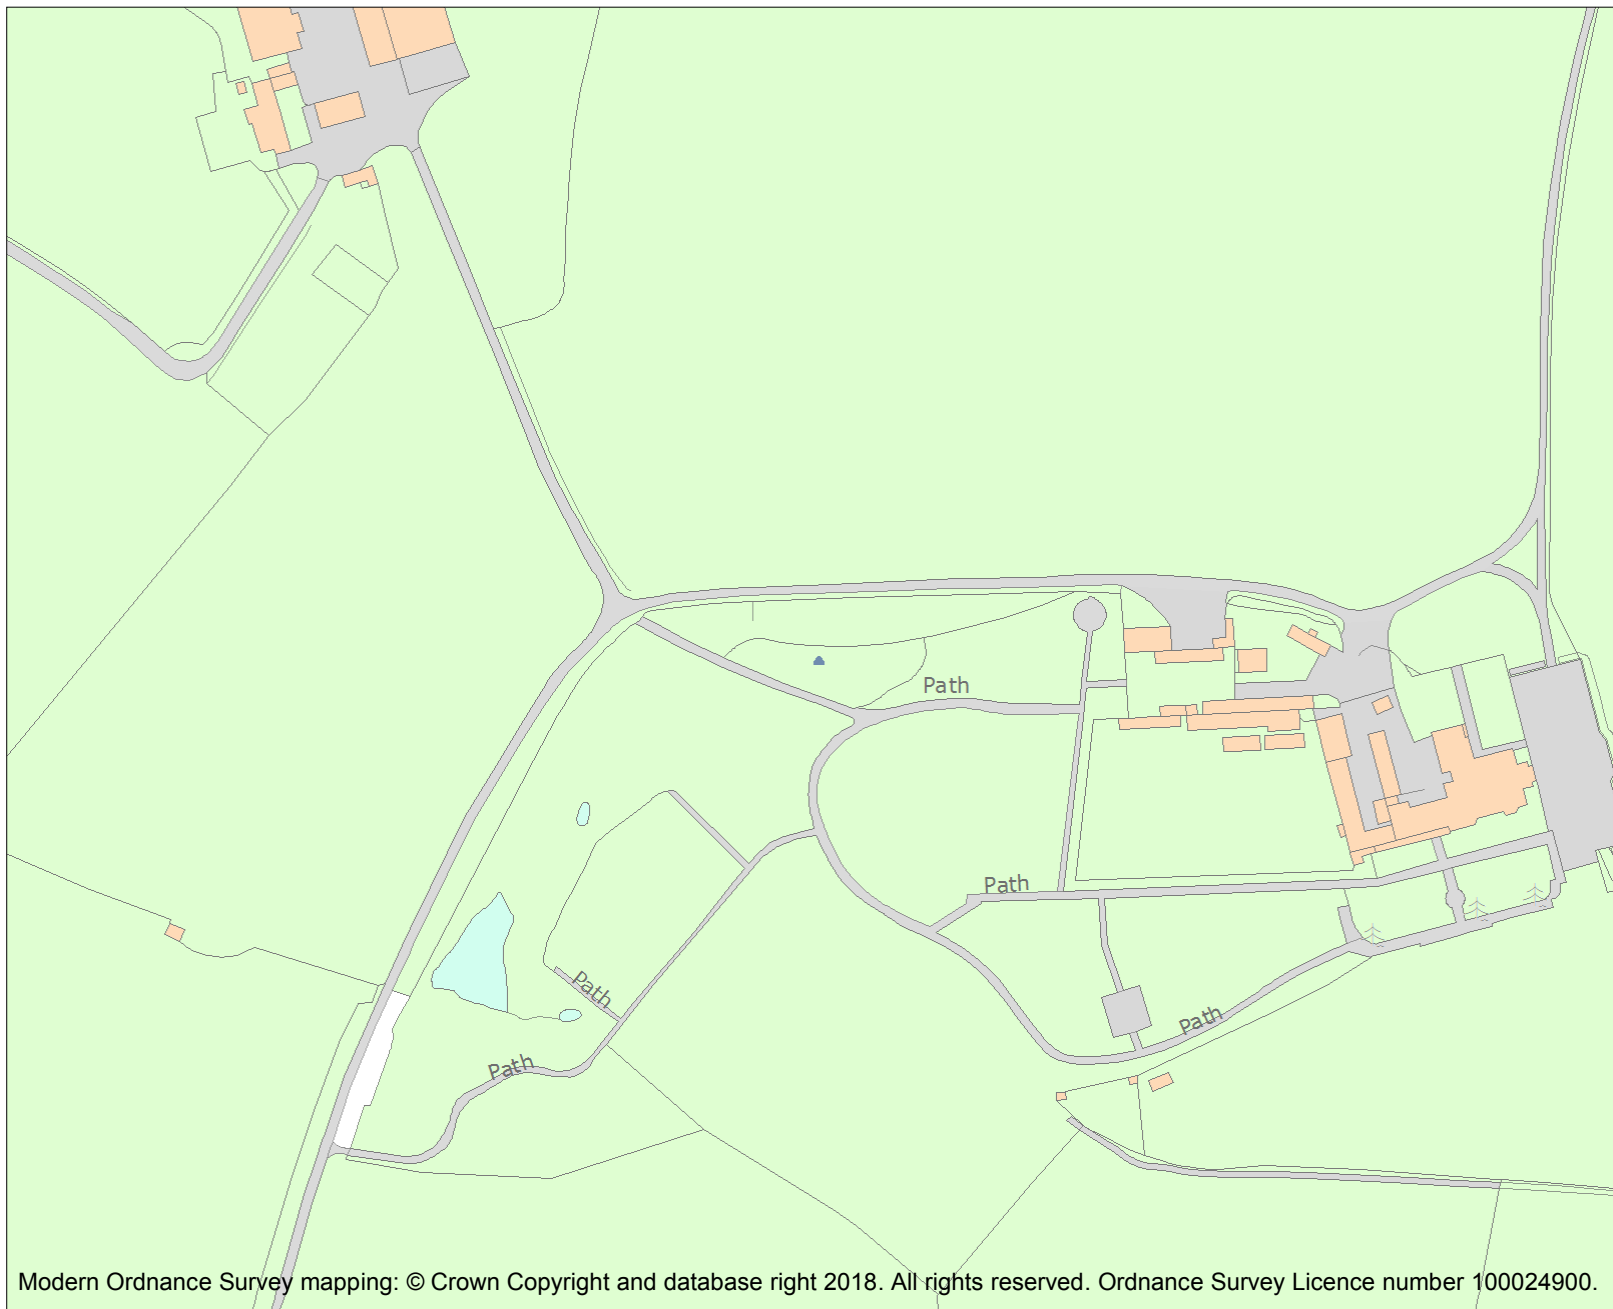 Path
Path
Path
Path
Path
Modern Ordnance Survey mapping: © Crown Copyright and database right 2018. All rights reserved. Ordnance Survey Licence number 100024900.